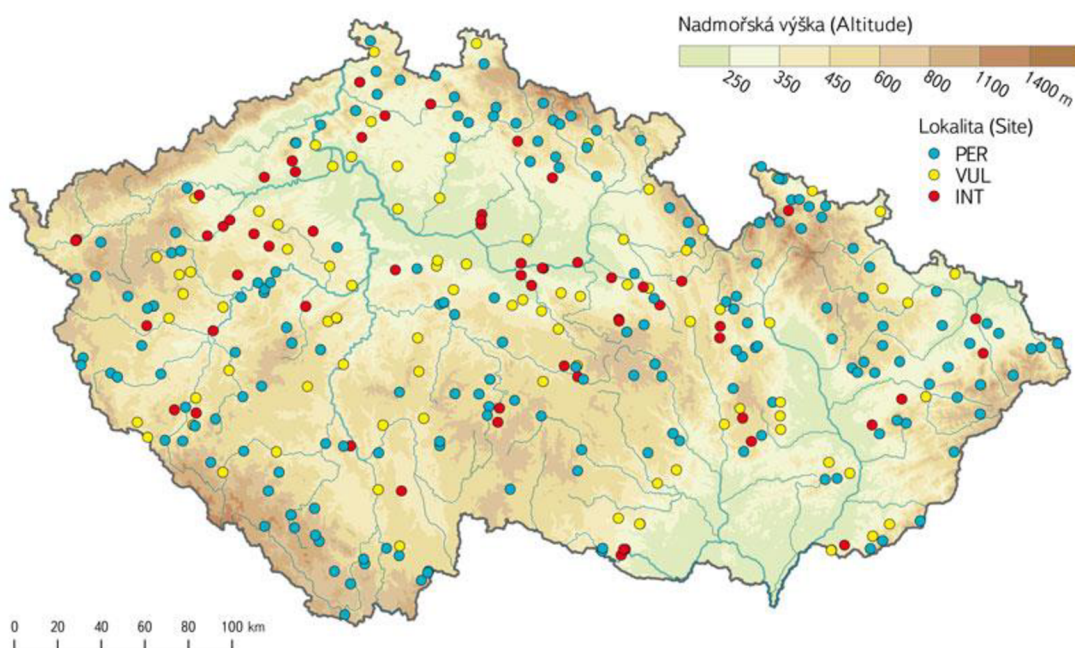 Nadmořská výška (Altitude)
250 350 450 600 800 1100 1400 m
Lokalita (Site)
PER
VUL
INT
0 20 40 60 80 100 km